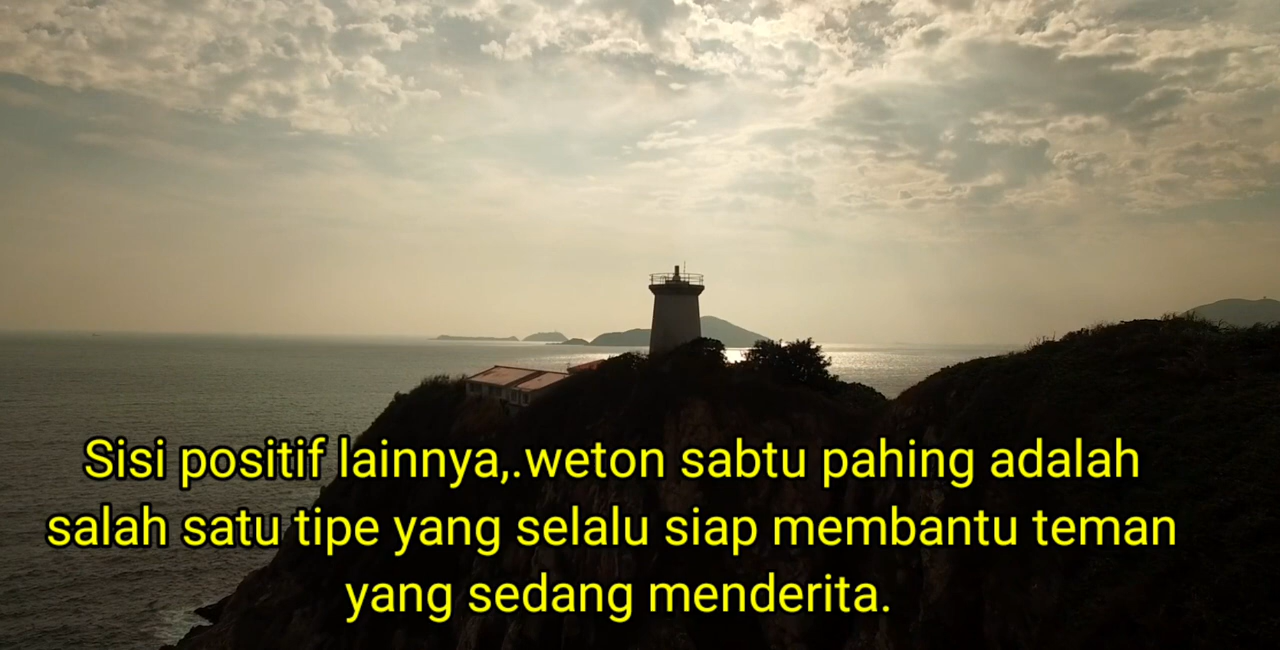 Sisi positif lainnya,.weton sabtu pahing adalah
salah satu tipe yang selalu siap membantu teman
yang sedang menderita.